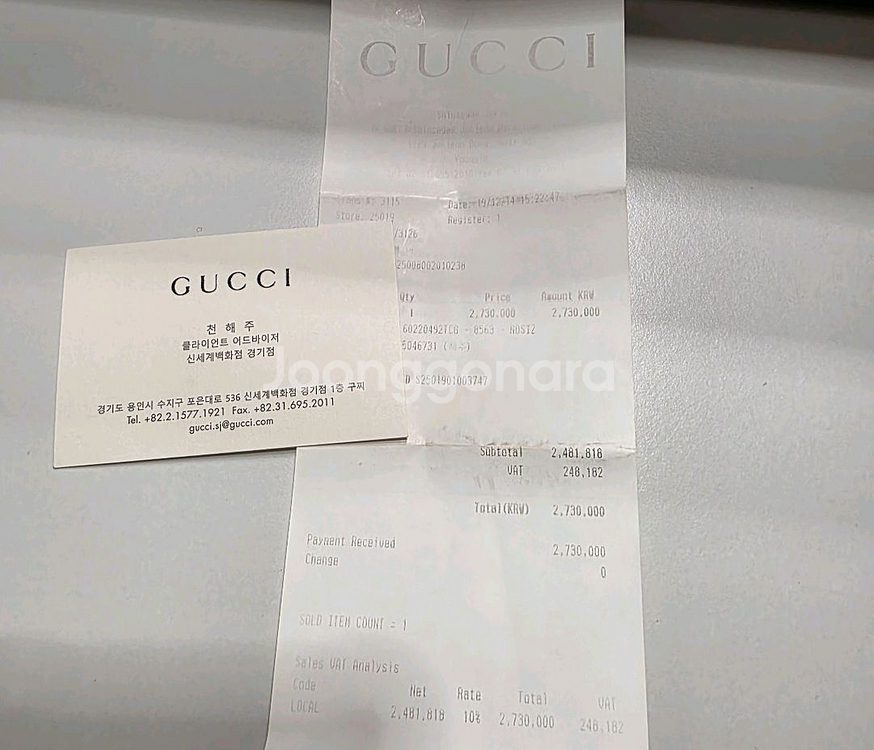 GUCCI
Trans #: 3115 Date: 19/12/14 15:22:47
Store: 25019 Register: 1
/3126
25006002010236
Qty Price Amount KRW
1 2,730,000 2,730,000
8563
5046731
S2501901003747
GUCCI
천 해 주
클라이언트 어드바이저
신세계백화점 경기점
경기도 용인시 수지구 포은대로 536 신세계백화점 경기점 1층 구찌
Tel. +82.2.1577.1921 Fax. +82.31.695.2011
gucci.sj@gucci.com
Joonggonara
Subtotal 2,481,818
VAT 248,182
Total(KRW) 2,730,000
Payment Received 2,730,000
Change 0
SOLD ITEM COUNT = 1
Sales VAT Analysis
Code Net Rate Total VAT
LOCAL 2,481,818 10% 2,730,000 248,182